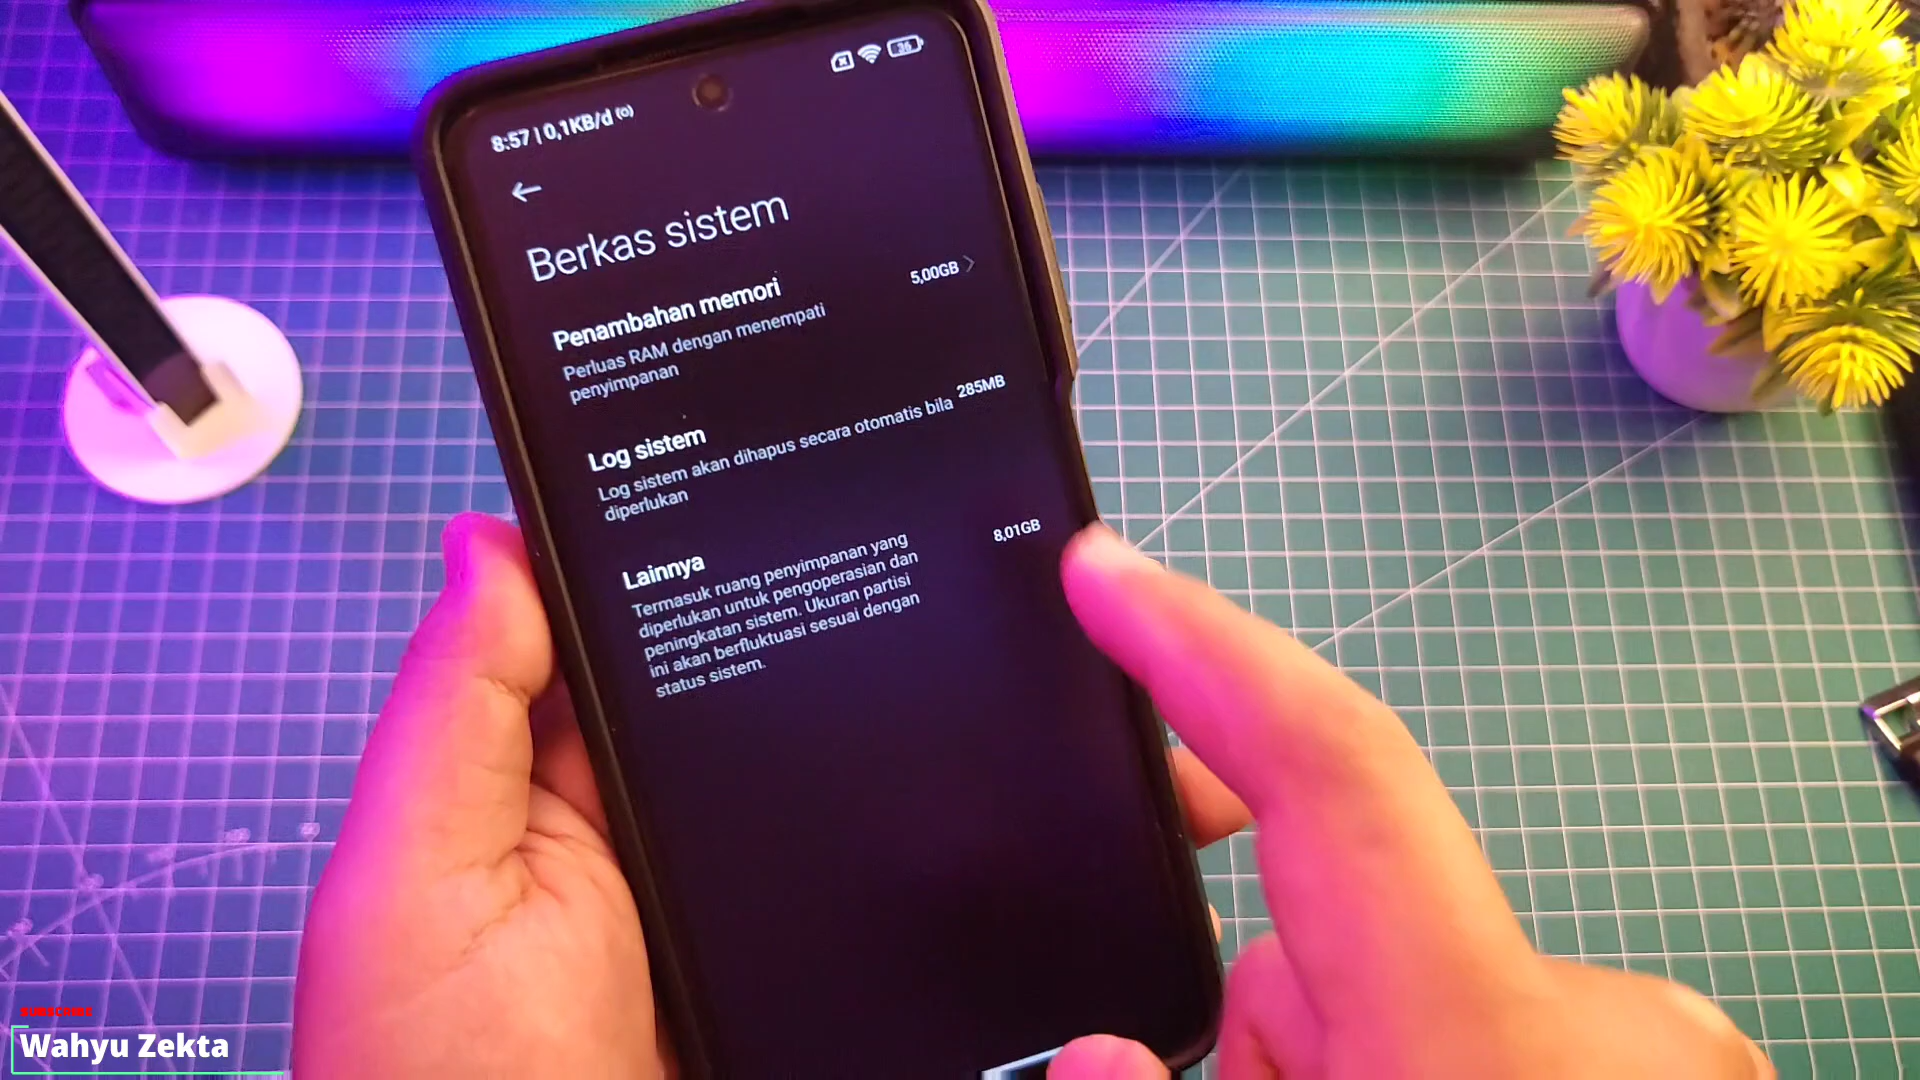 8:57 | 0,1KB/d
36
Berkas sistem
Penambahan memori
5,00GB
Perluas RAM dengan menempati
penyimpanan
Log sistem
285MB
Log sistem akan dihapus secara otomatis bila
diperlukan
Lainnya
8,01GB
Termasuk ruang penyimpanan yang
diperlukan untuk pengoperasian dan
peningkatan sistem. Ukuran partisi
ini akan berfluktuasi sesuai dengan
status sistem.
SUBSCRIBE
Wahyu Zekta